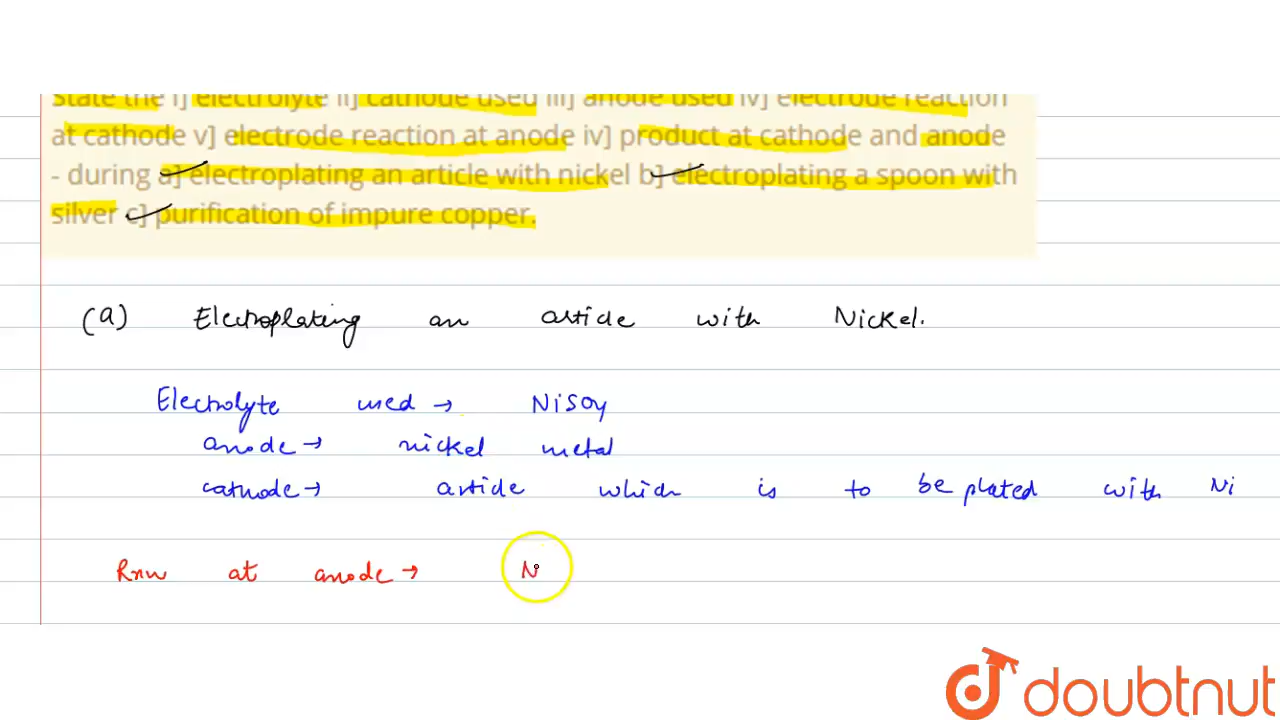 State the i] electrolyte ii] cathode used iii] anode used iv] electrode reaction
at cathode v] electrode reaction at anode iv] product at cathode and anode
- during a] electroplating an article with nickel b] electroplating a spoon with
silver c] purification of impure copper.
(a) Electroplating an article with Nickel.
Electrolyte used → NiSO4
anode → nickel metal
cathode → article which is to be plated with Ni
Rxn at anode → N
doubtnut